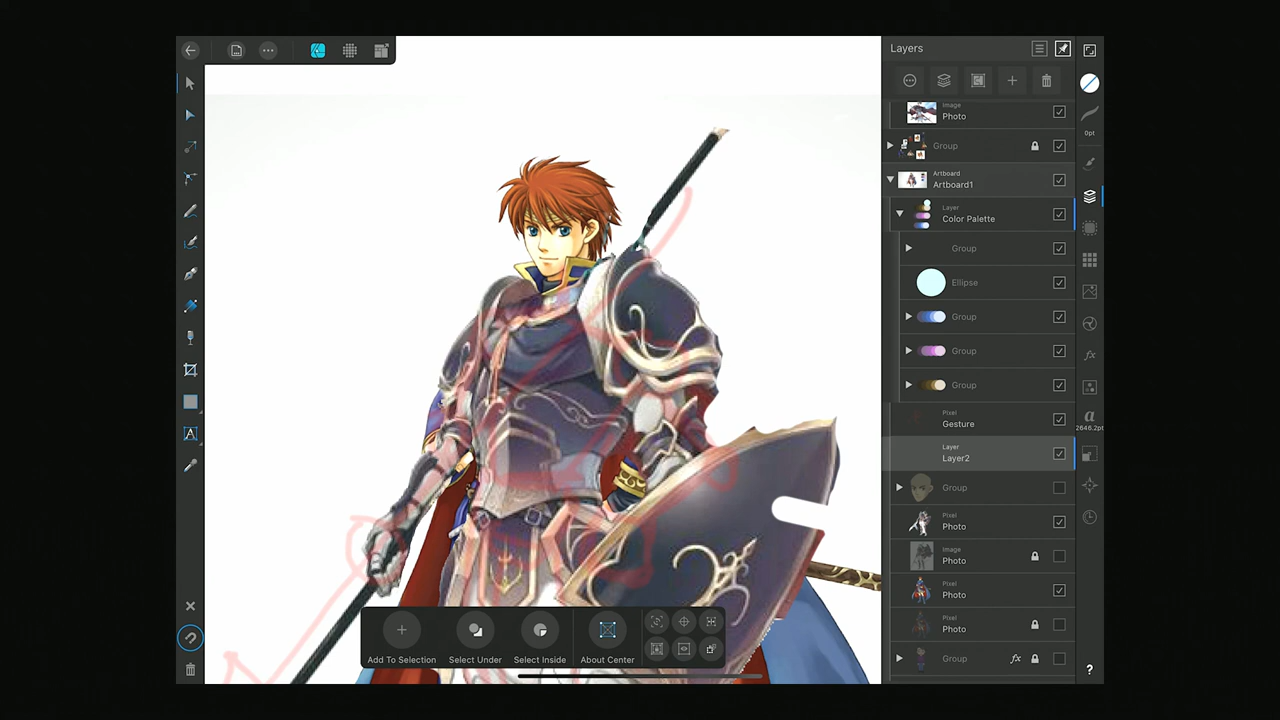 Layers
Image
Photo
0pt
Group
Artboard
Artboard1
Layer
Color Palette
Group
Ellipse
Group
Group
Group
Pixel
Gesture
a
2646.2pt
Layer
Layer2
Group
Pixel
Photo
Image
Photo
Pixel
Photo
Pixel
Photo
Group
fx
A
Add To Selection
Select Under
Select Inside
About Center
?